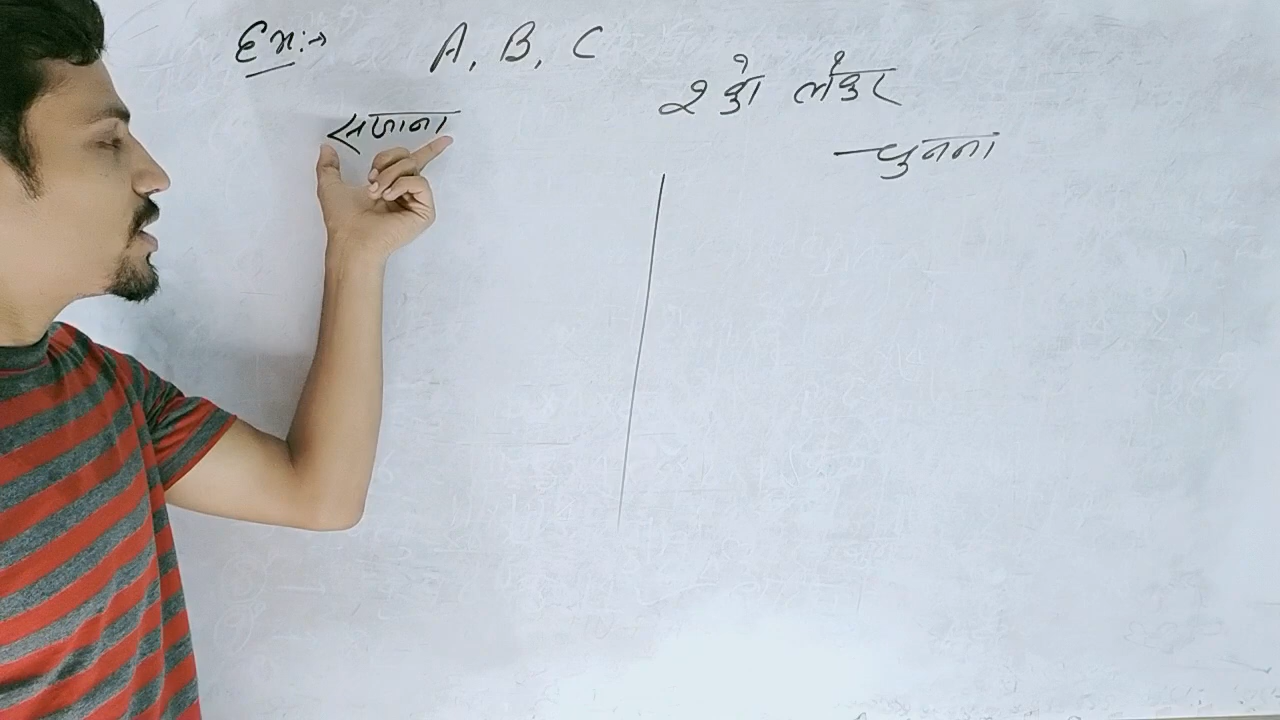 Ex:→ A, B, C
2 को लेकर
सजाना
चुनना